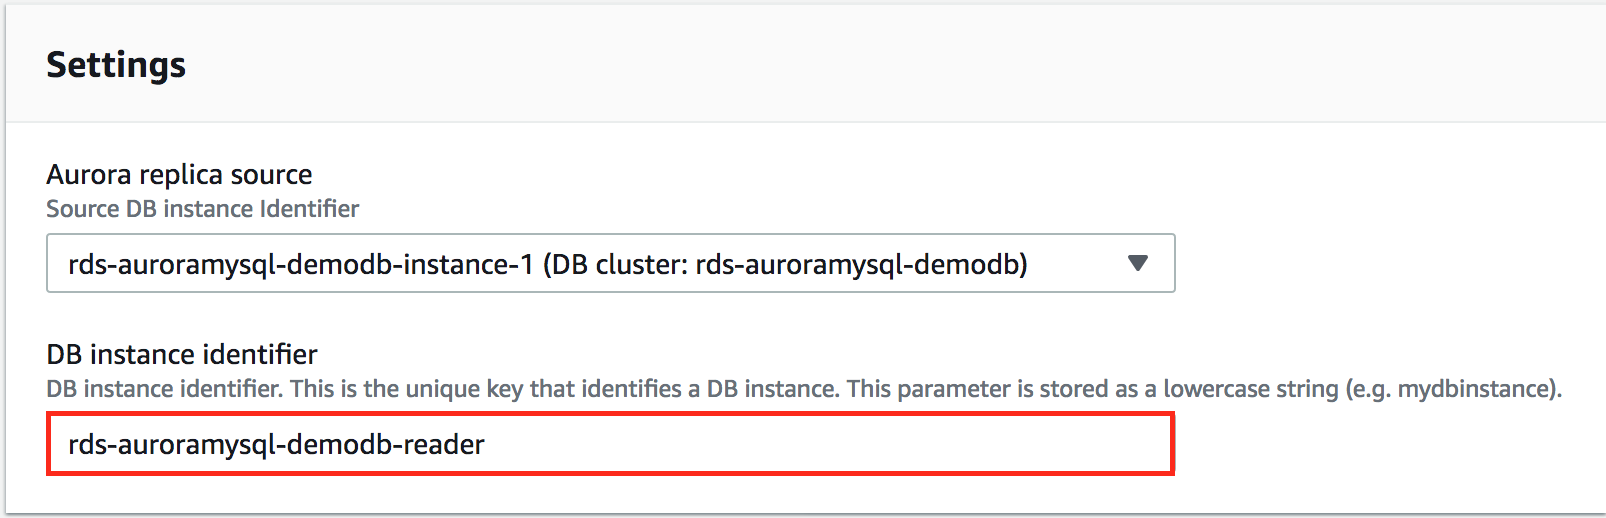 Settings
Aurora replica source
Source DB instance Identifier
rds-auroramysql-demodb-instance-1 (DB cluster: rds-auroramysql-demodb)
DB instance identifier
DB instance identifier. This is the unique key that identifies a DB instance. This parameter is stored as a lowercase string (e.g. mydbinstance).
rds-auroramysql-demodb-reader